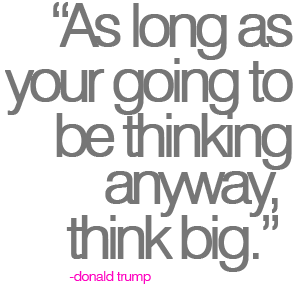 “As long as
your going to
be thinking
anyway,
think big.”
-donald trump